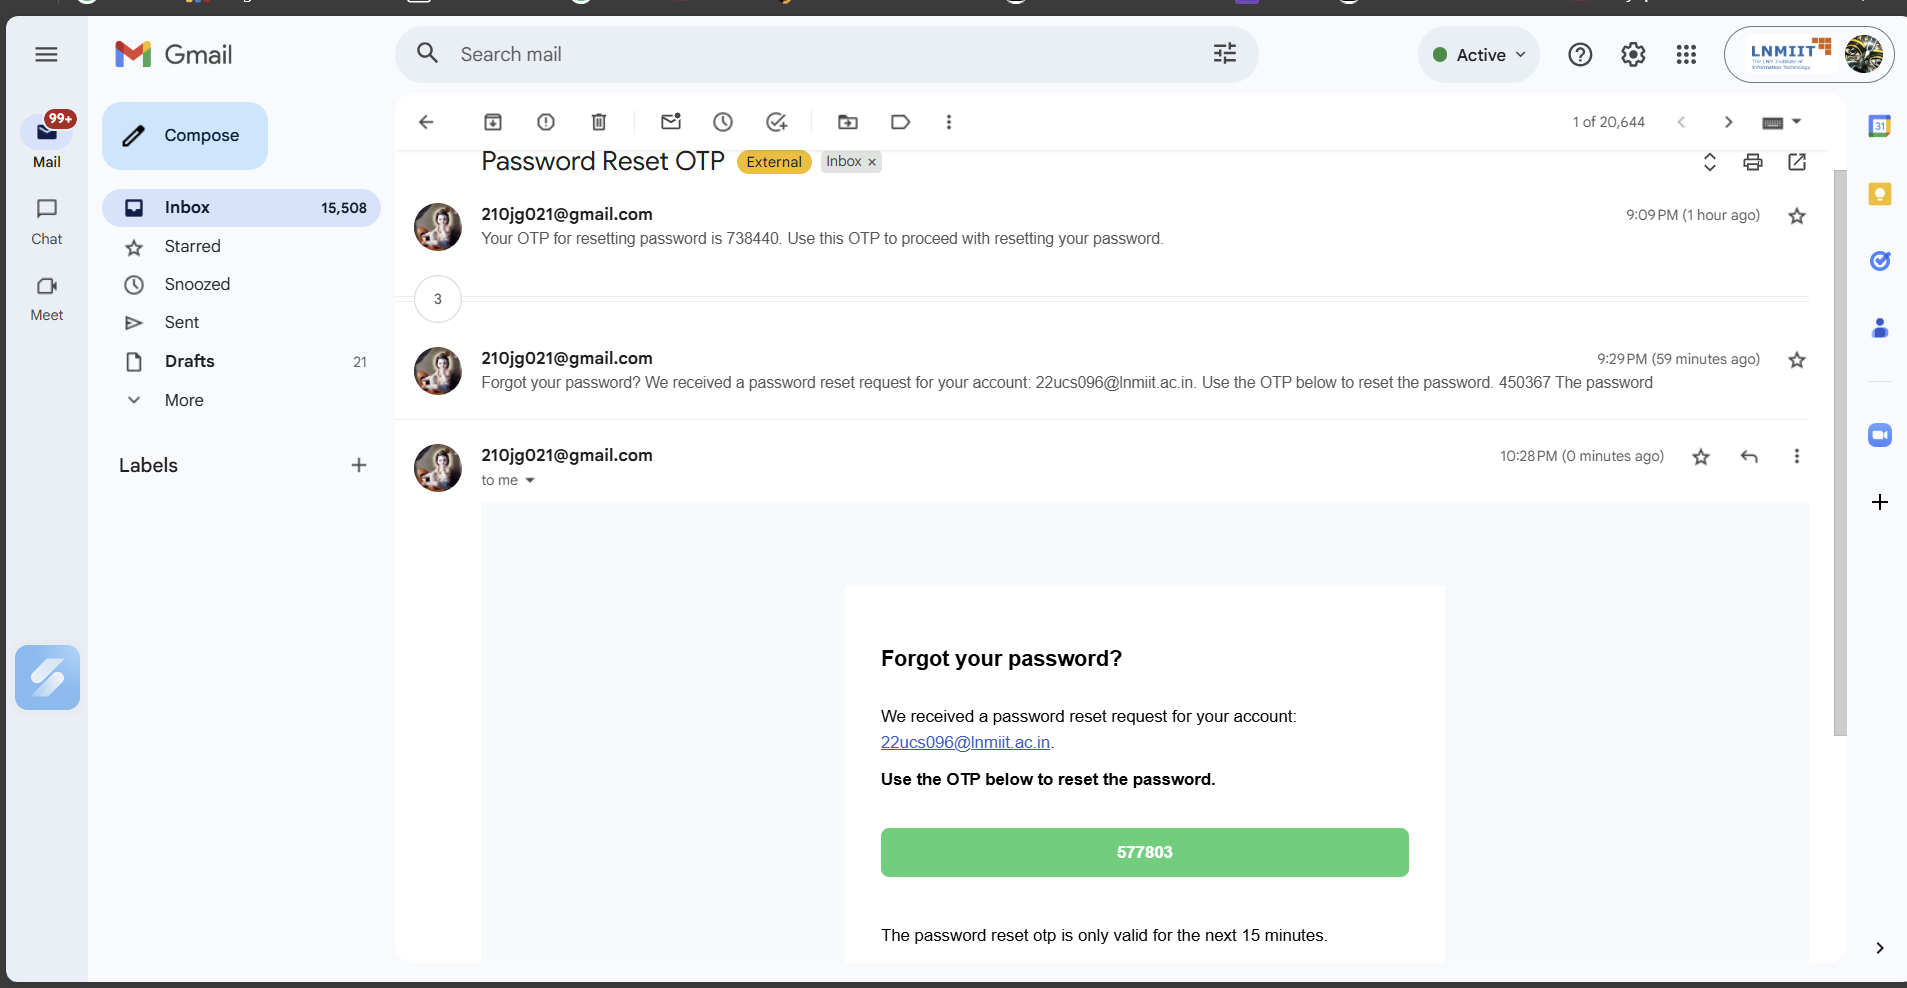 Gmail
Search mail
Active
LNMIIT
The LNM Institute of
Information Technology
99+
Mail
Chat
Meet
Compose
Inbox 15,508
Starred
Snoozed
Sent
Drafts 21
More
Labels
1 of 20,644
31
Password Reset OTP External Inbox ×
210jg021@gmail.com 9:09 PM (1 hour ago)
Your OTP for resetting password is 738440. Use this OTP to proceed with resetting your password.
3
210jg021@gmail.com 9:29 PM (59 minutes ago)
Forgot your password? We received a password reset request for your account: 22ucs096@lnmiit.ac.in. Use the OTP below to reset the password. 450367 The password
210jg021@gmail.com 10:28 PM (0 minutes ago)
to me
Forgot your password?
We received a password reset request for your account:
22ucs096@lnmiit.ac.in.
Use the OTP below to reset the password.
577803
The password reset otp is only valid for the next 15 minutes.